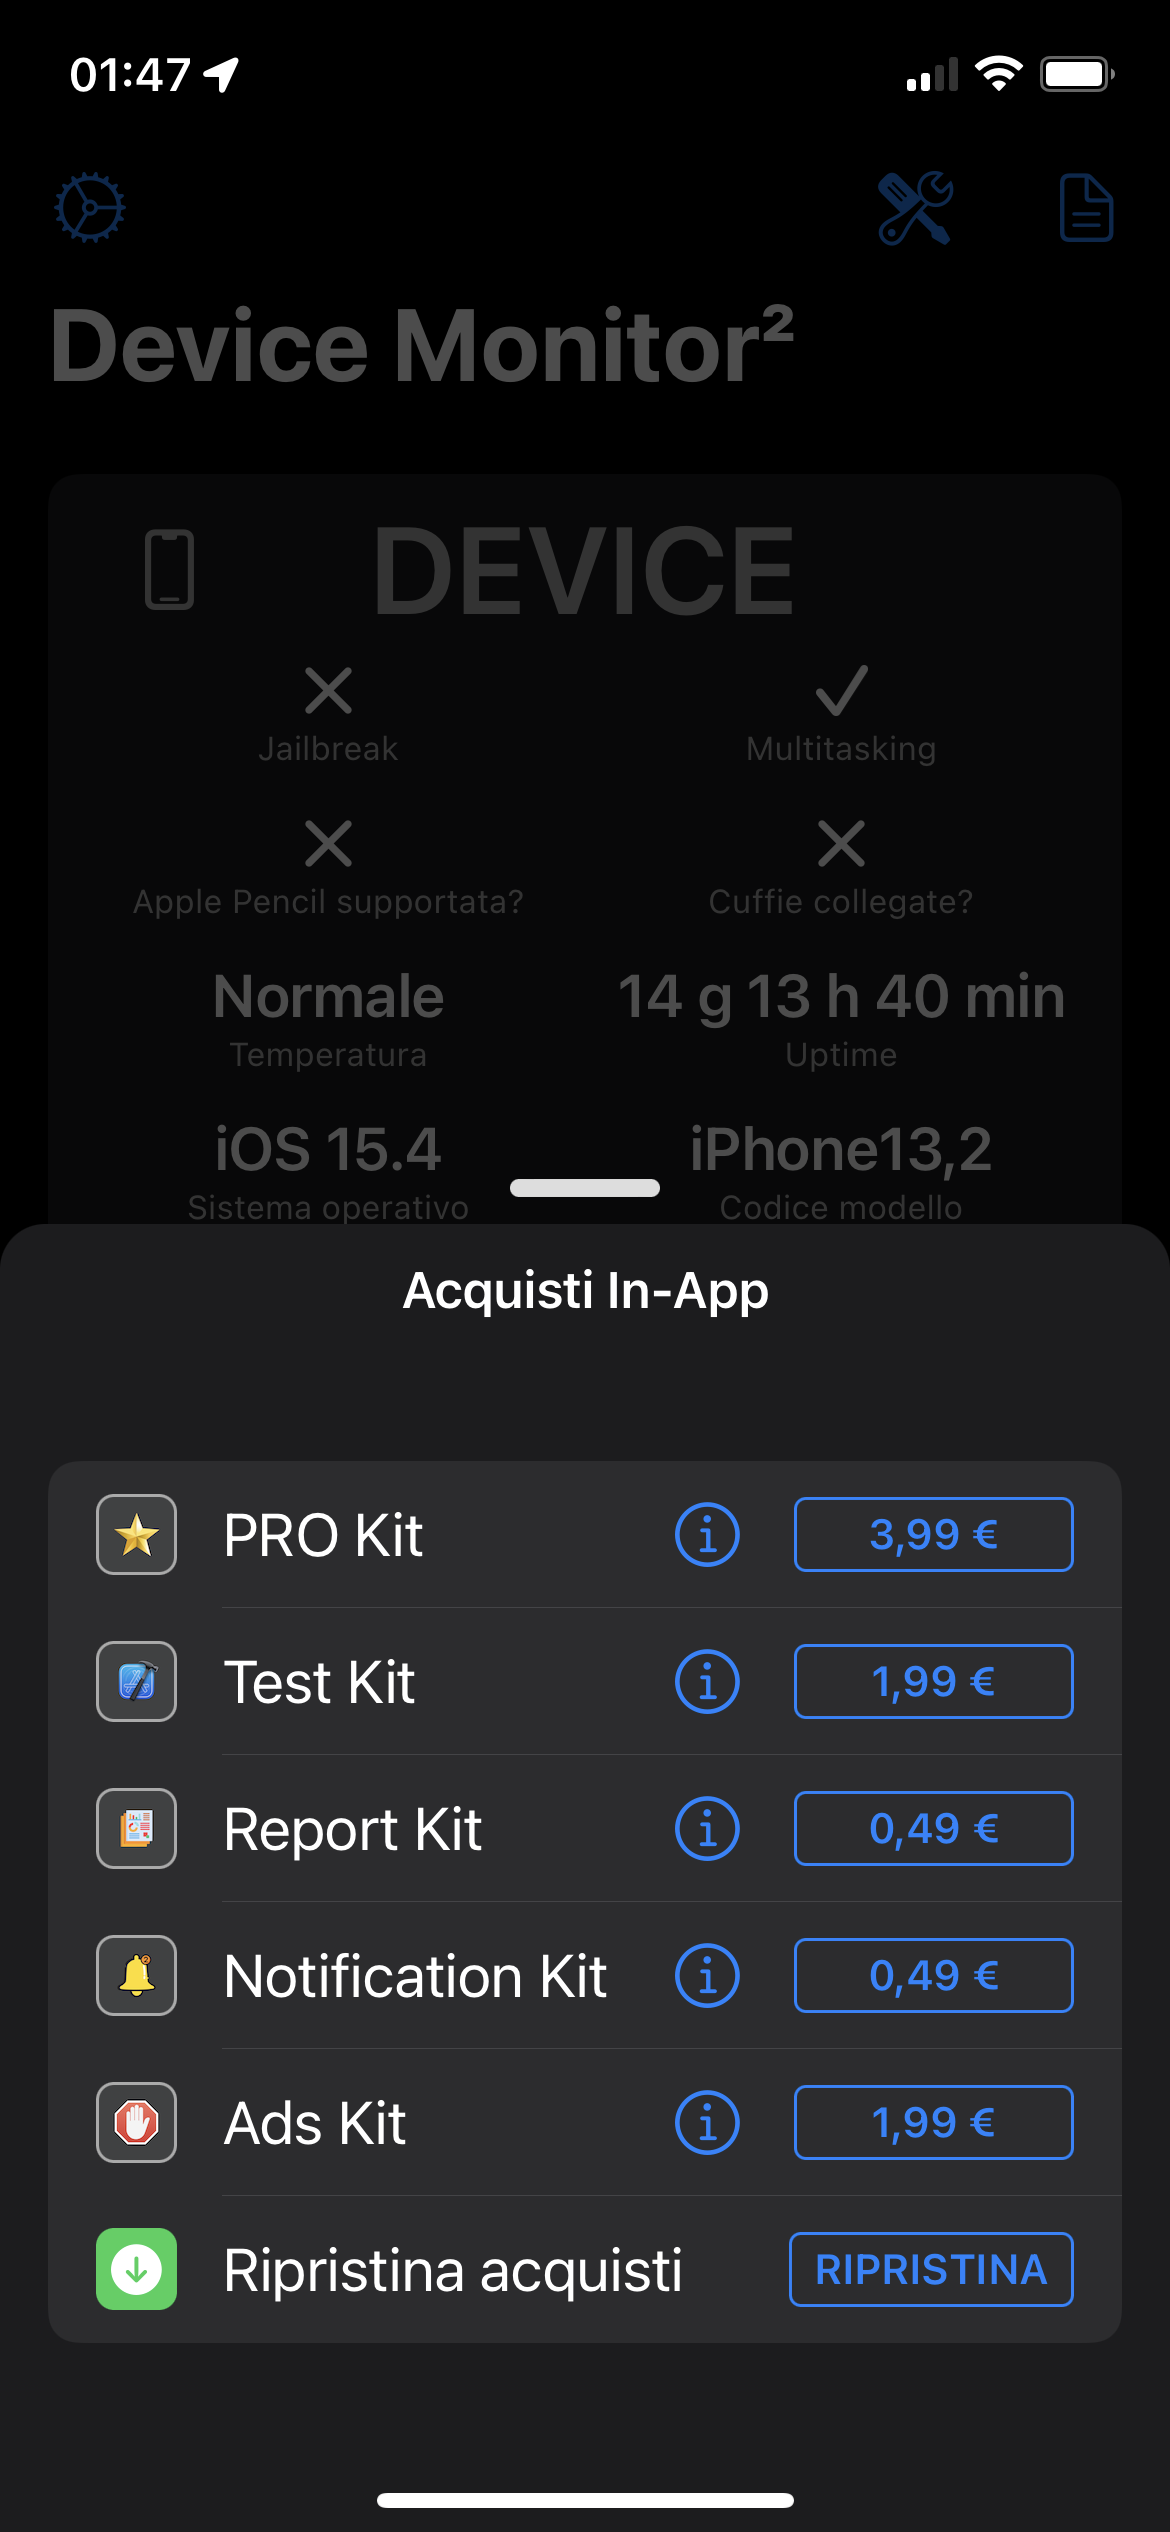 01:47
Device Monitor²
DEVICE
Jailbreak
Multitasking
Apple Pencil supportata?
Cuffie collegate?
Normale
Temperatura
14 g 13 h 40 min
Uptime
iOS 15.4
Sistema operativo
iPhone13,2
Codice modello
Acquisti In-App
PRO Kit
3,99 €
Test Kit
1,99 €
Report Kit
0,49 €
Notification Kit
0,49 €
Ads Kit
1,99 €
Ripristina acquisti
RIPRISTINA